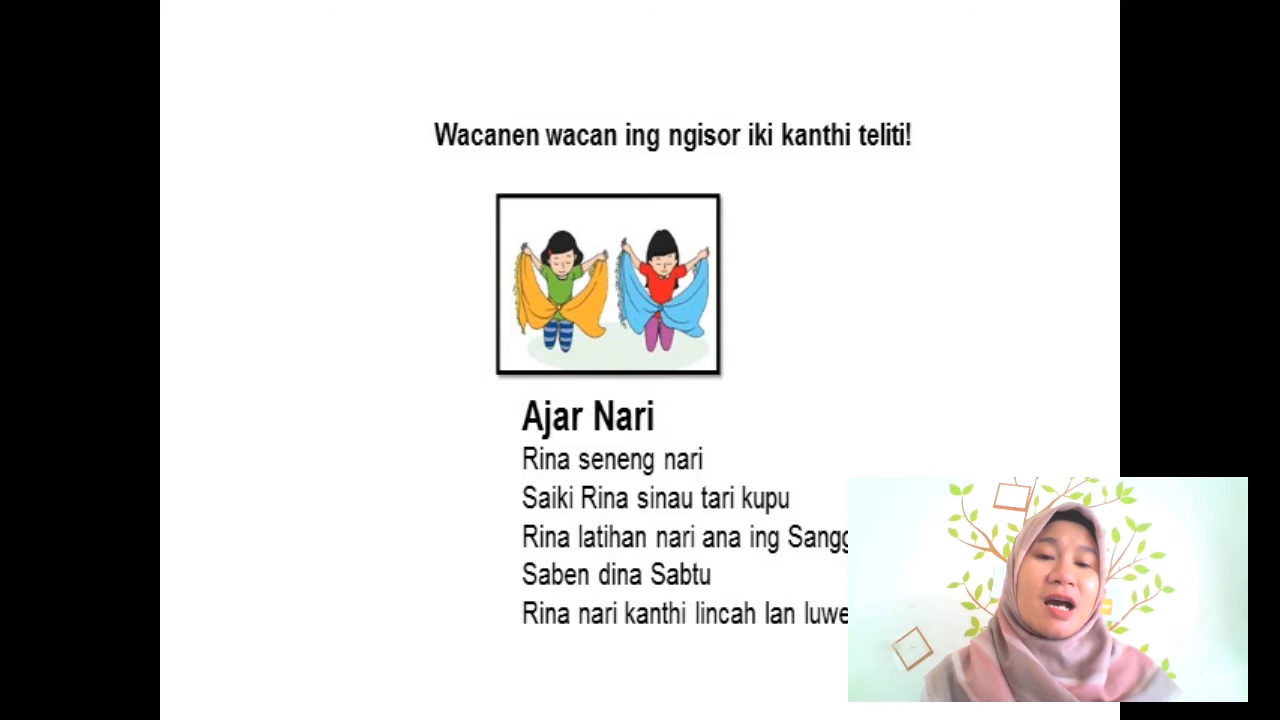 Wacanen wacan ing ngisor iki kanthi teliti!
Ajar Nari
Rina seneng nari
Saiki Rina sinau tari kupu
Rina latihan nari ana ing
Saben dina Sabtu
Rina nari kanthi lincah lan